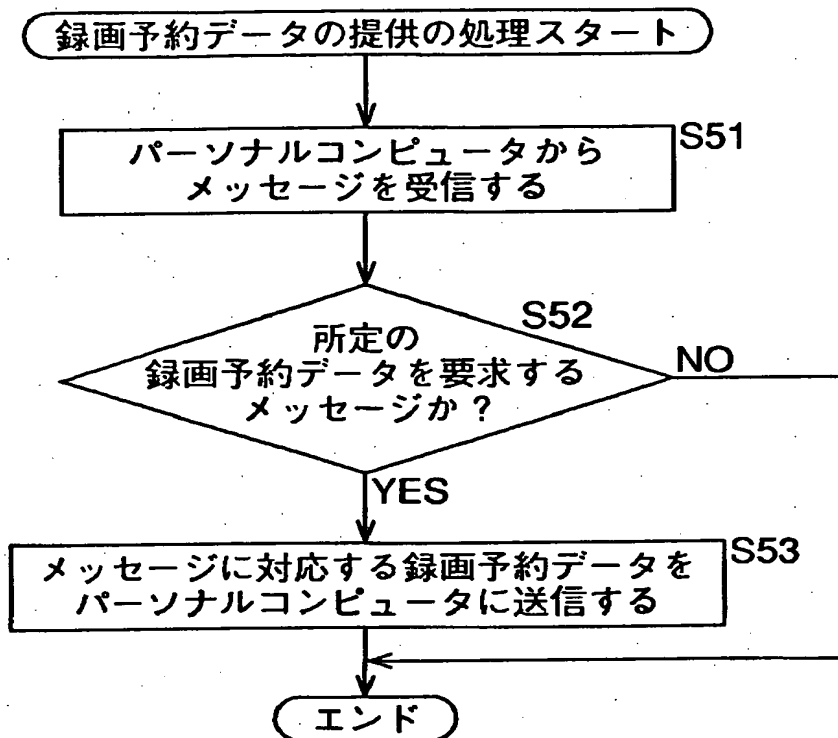 録画予約データの提供の処理スタート
S51
パーソナルコンピュータから
メッセージを受信する
S52
所定の
録画予約データを要求する
メッセージか？
NO
YES
S53
メッセージに対応する録画予約データを
パーソナルコンピュータに送信する
エンド